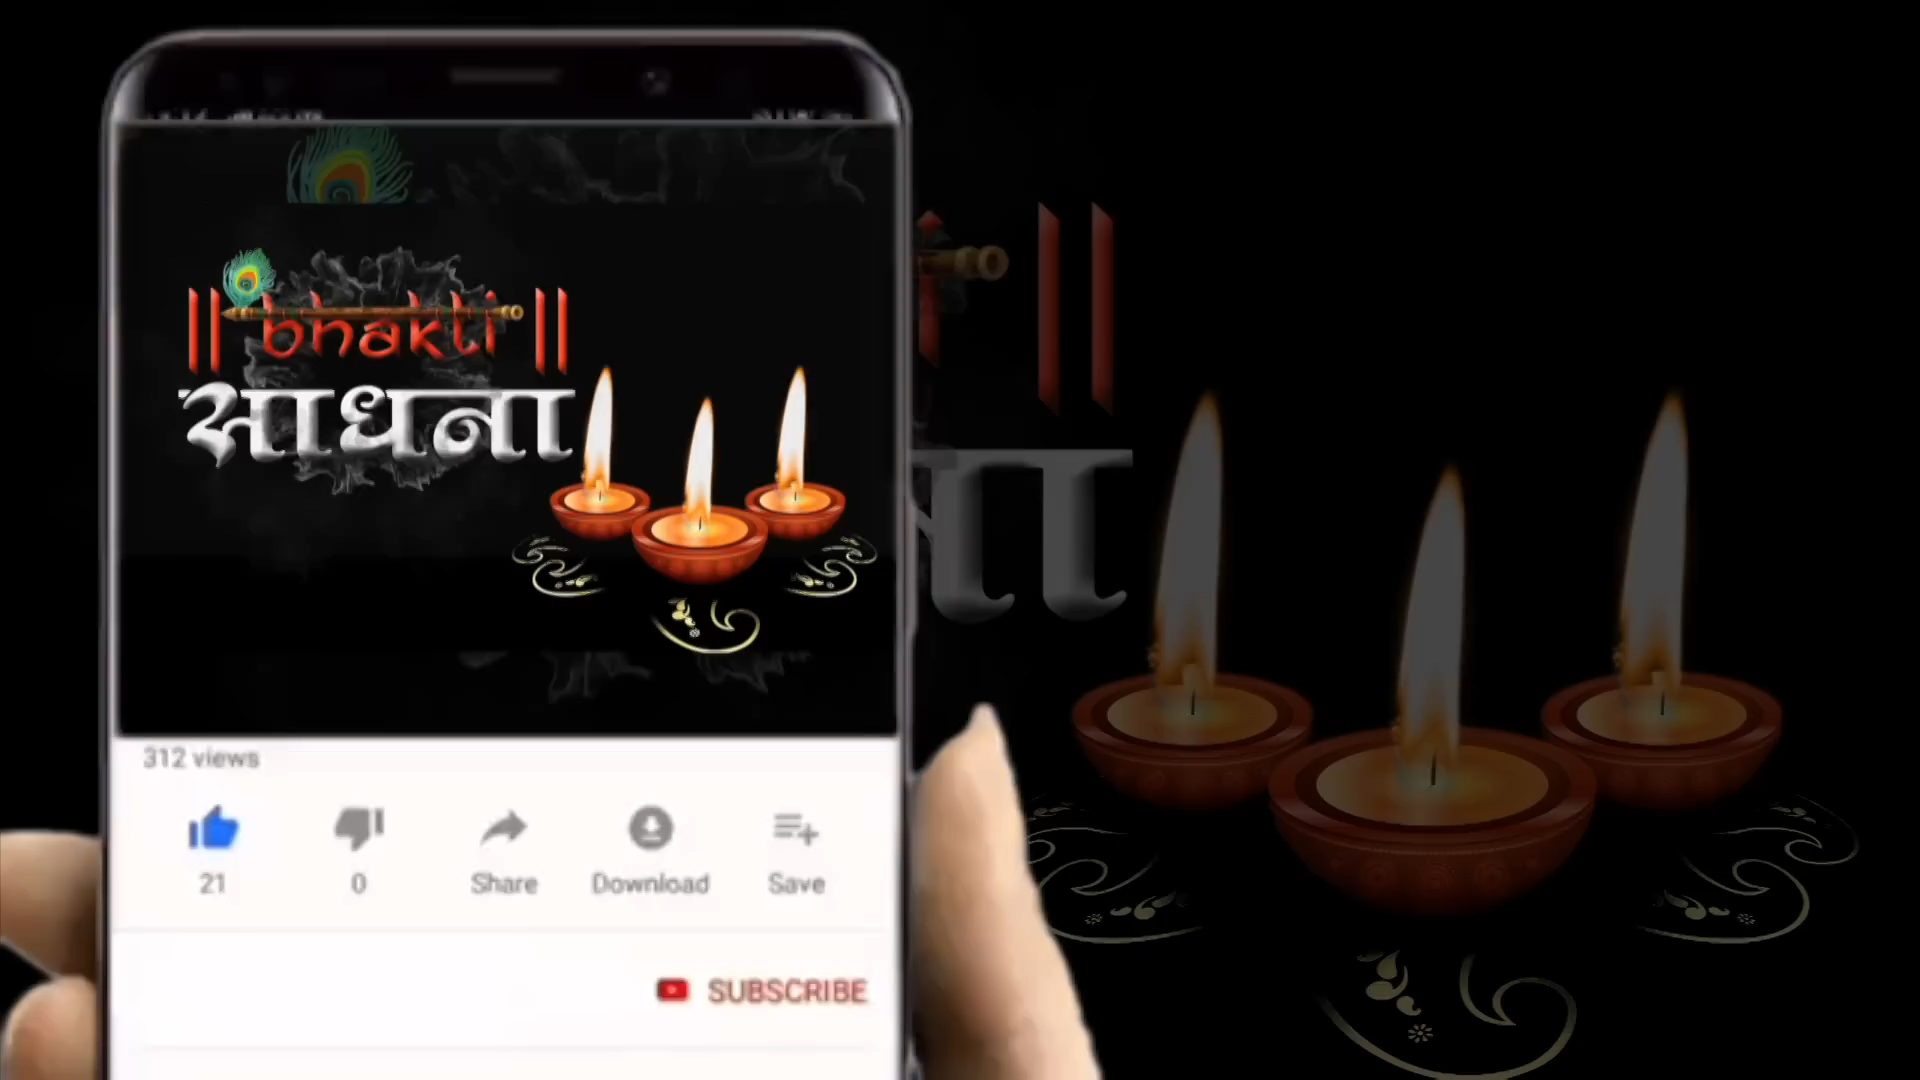 || bhakti ||
साधना
ना
312 views
21
0
Share
Download
Save
SUBSCRIBE